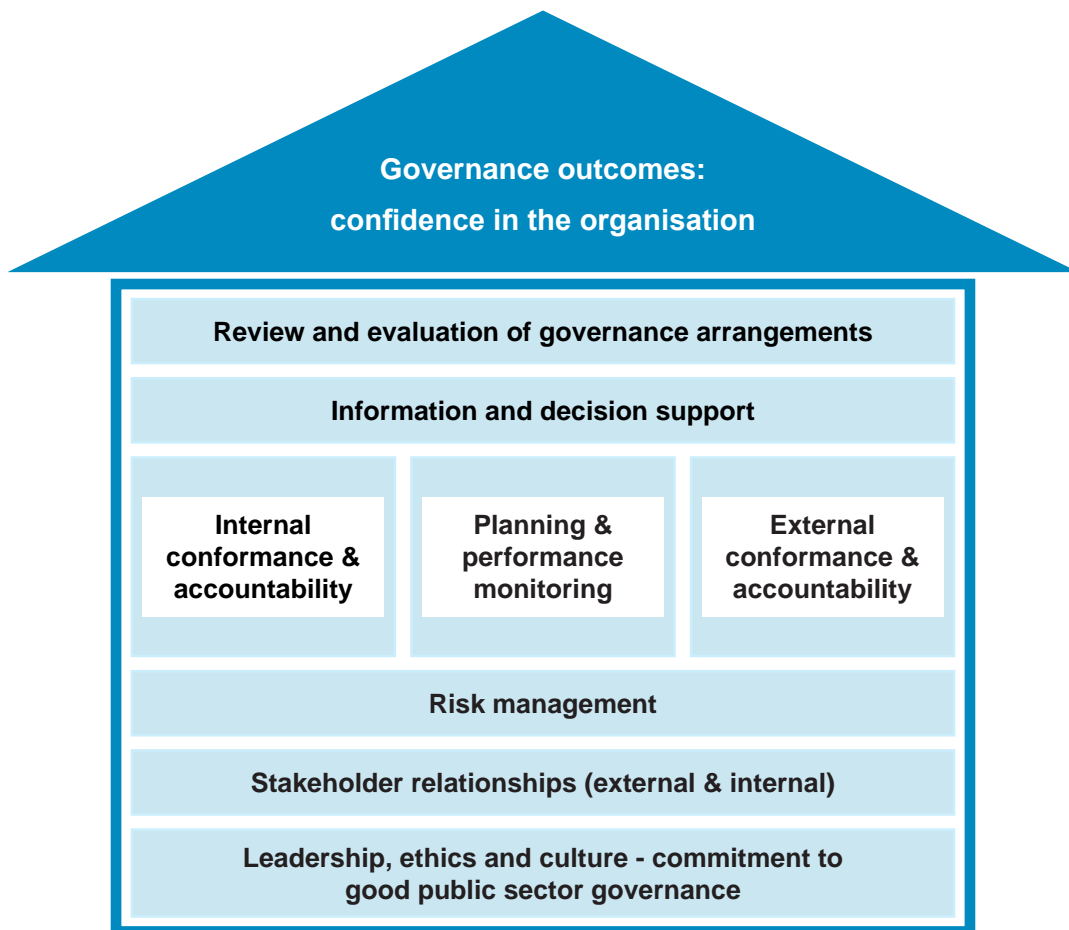 Governance outcomes:
confidence in the organisation
Review and evaluation of governance arrangements
Information and decision support
Internal
conformance &
accountability
Planning &
performance
monitoring
External
conformance &
accountability
Risk management
Stakeholder relationships (external & internal)
Leadership, ethics and culture - commitment to
good public sector governance